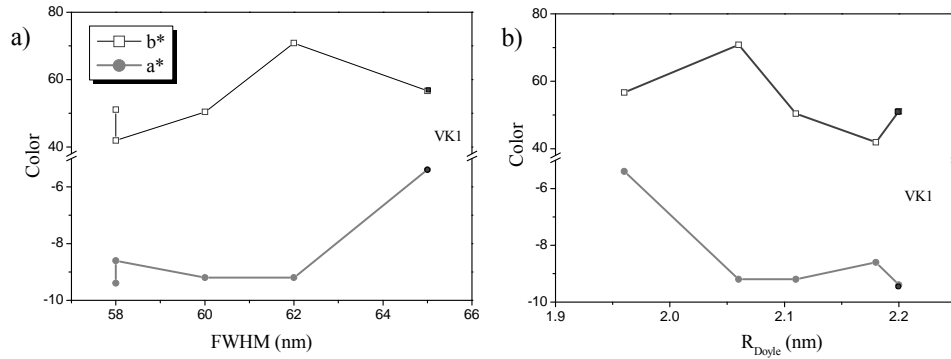 a)
b*
a*
80
60
40
-6
-8
-10
Color
VK1
58 60 62 64 66
FWHM (nm)
b)
80
60
40
-6
-8
-10
Color
VK1
1.9 2.0 2.1 2.2
R_Doyle (nm)